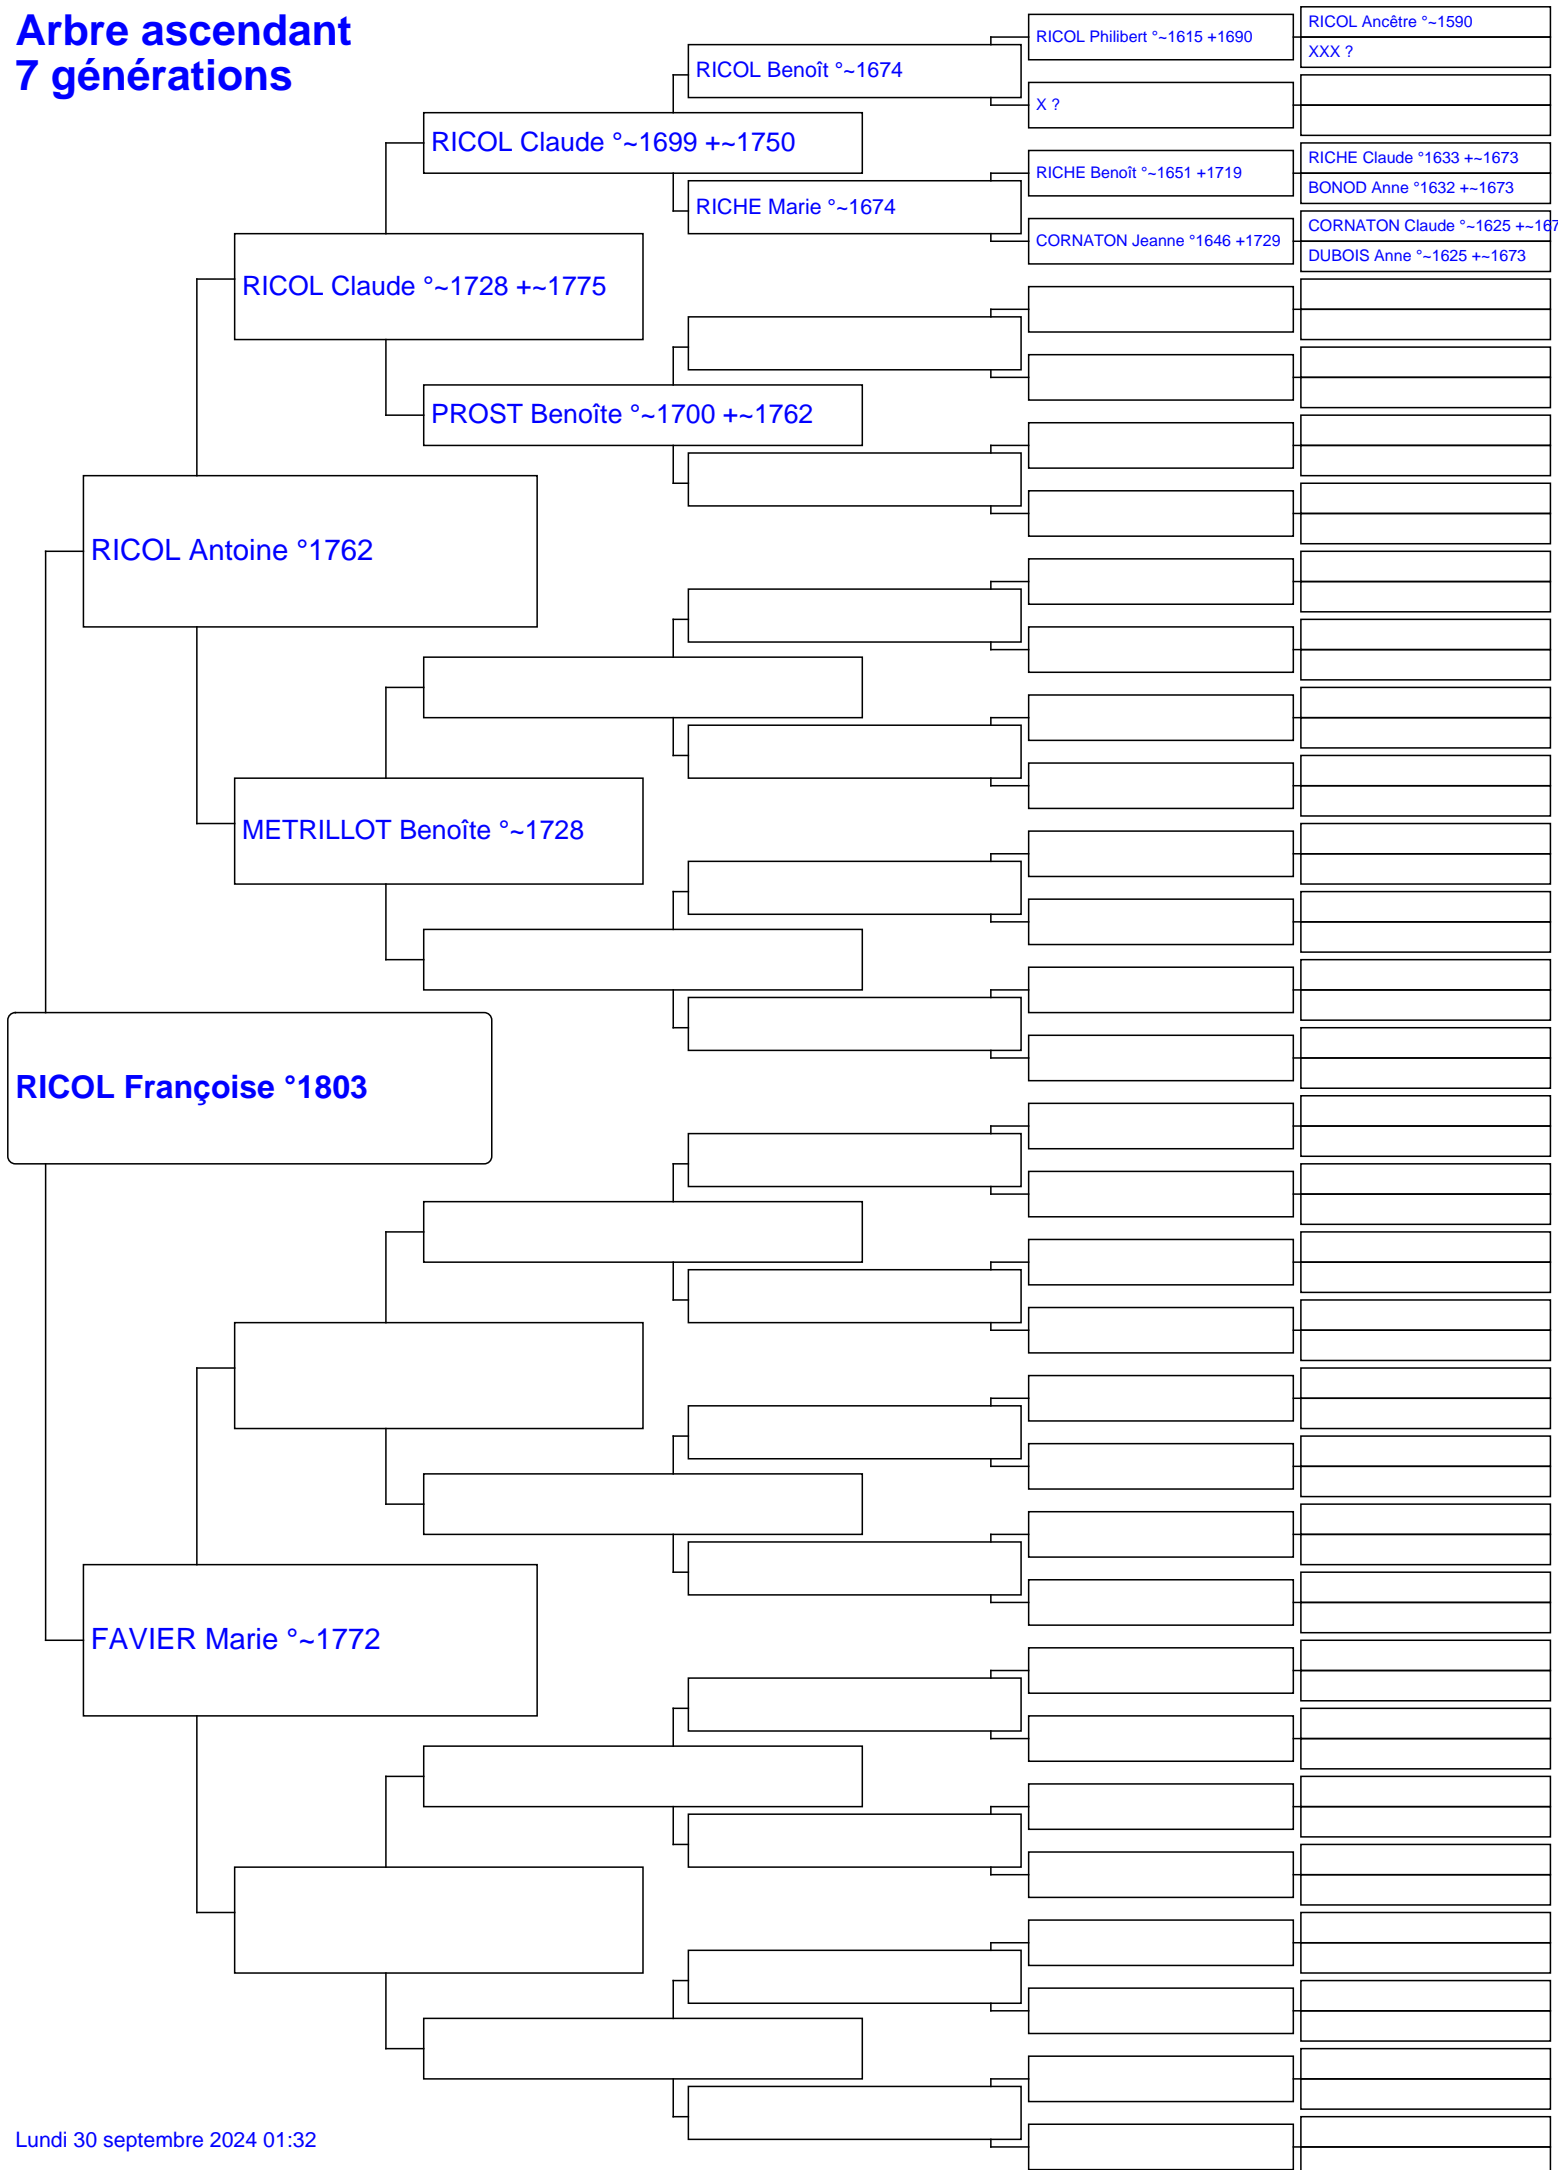 Arbre ascendant
7 générations
RICOL Ancêtre °~1590
RICOL Philibert °~1615 +1690
XXX ?
RICOL Benoît °~1674
X ?
RICOL Claude °~1699 +~1750
RICHE Claude °1633 +~1673
RICHE Benoît °~1651 +1719
BONOD Anne °1632 +~1673
RICHE Marie °~1674
CORNATON Claude °~1625 +~167
CORNATON Jeanne °1646 +1729
DUBOIS Anne °~1625 +~1673
RICOL Claude °~1728 +~1775
PROST Benoîte °~1700 +~1762
RICOL Antoine °1762
METRILLOT Benoîte °~1728
RICOL Françoise °1803
FAVIER Marie °~1772
Lundi 30 septembre 2024 01:32